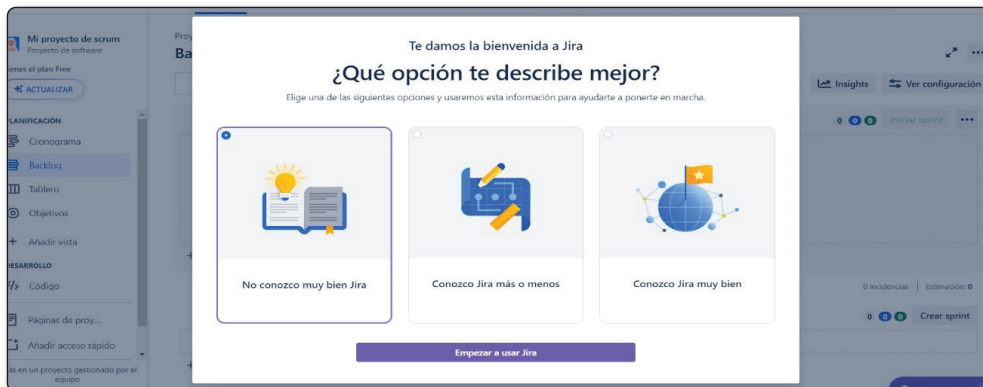 Mi proyecto de scrum
Proyecto de software
el plan Free
ACTUALIZAR
Cronograma
Backlog
Tablero
Objetivos
Añadir vista
Código
Páginas de proy...
Añadir acceso rápido
en un proyecto gestionado por el
equipo
Te damos la bienvenida a Jira
¿Qué opción te describe mejor?
Elige una de las siguientes opciones y usaremos esta información para ayudarte a ponerte en marcha.
No conozco muy bien Jira
Conozco Jira más o menos
Conozco Jira muy bien
Empezar a usar Jira
Insights
Ver configuración
0 0 0 Iniciar sprint
0 incidencias Estimación: 0
0 0 0 Crear sprint